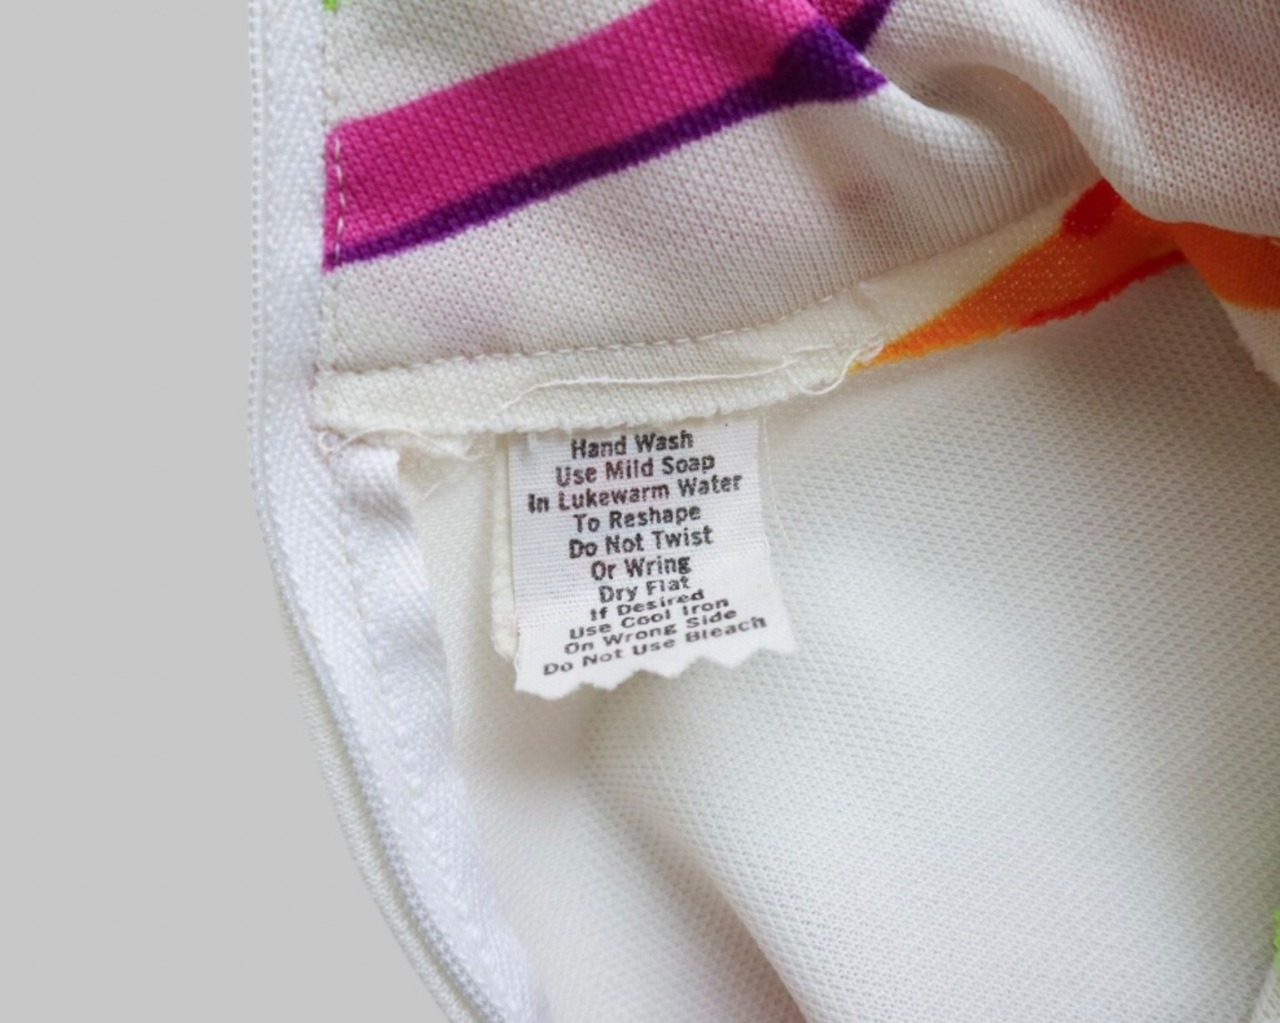 Hand Wash
Use Mild Soap
In Lukewarm Water
To Reshape
Do Not Twist
Or Wring
Dry Flat
If Desired
Use Cool Iron
On Wrong Side
Do Not Use Bleach